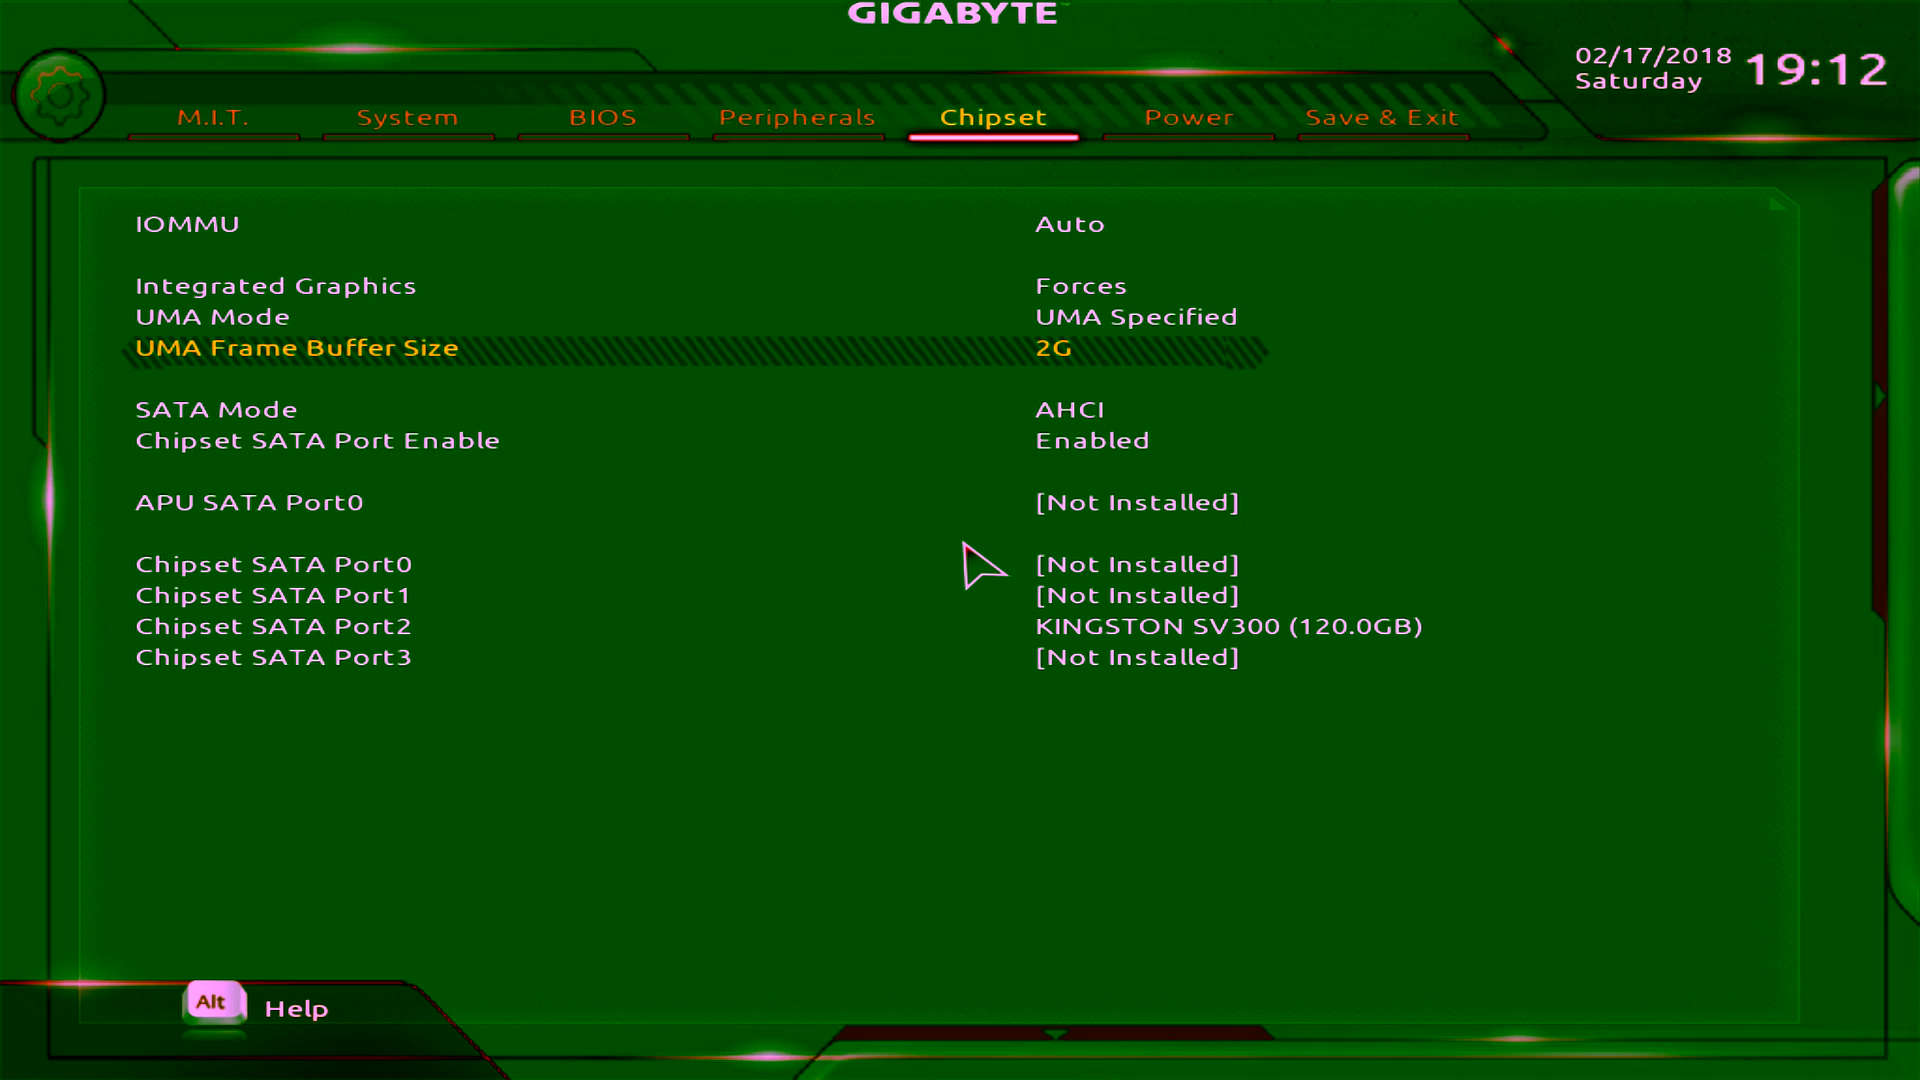 GIGABYTE
02/17/2018
Saturday
19:12
M.I.T. System BIOS Peripherals Chipset Power Save & Exit
IOMMU Auto
Integrated Graphics Forces
UMA Mode UMA Specified
UMA Frame Buffer Size 2G
SATA Mode AHCI
Chipset SATA Port Enable Enabled
APU SATA Port0 [Not Installed]
Chipset SATA Port0 [Not Installed]
Chipset SATA Port1 [Not Installed]
Chipset SATA Port2 KINGSTON SV300 (120.0GB)
Chipset SATA Port3 [Not Installed]
Alt Help